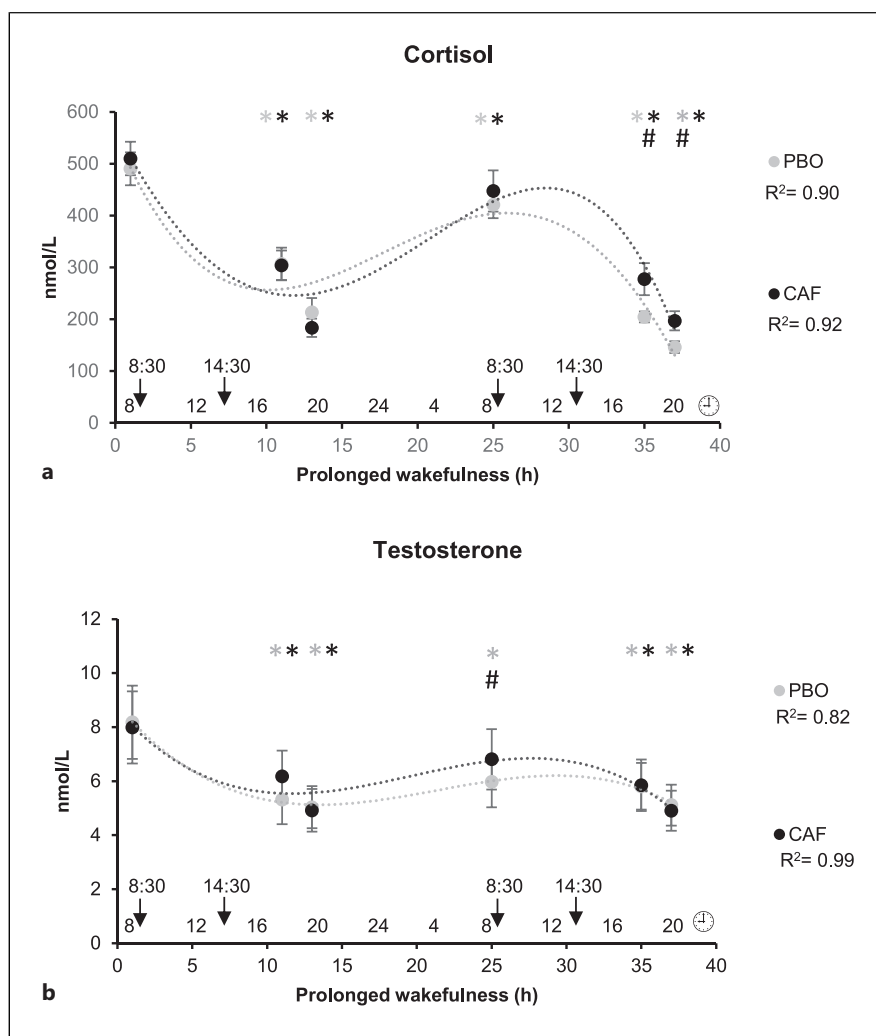 Cortisol
600
500
400
300
200
100
0
nmol/L
* * * *
* *
* * * *
# #
PBO
R²= 0.90
CAF
R²= 0.92
8:30 14:30 8:30 14:30
8 12 16 20 24 4 8 12 16 20
0 5 10 15 20 25 30 35 40
a
Prolonged wakefulness (h)
Testosterone
12
10
8
6
4
2
0
nmol/L
* * * *
*
#
* * * *
PBO
R²= 0.82
CAF
R²= 0.99
8:30 14:30 8:30 14:30
8 12 16 20 24 4 8 12 16 20
0 5 10 15 20 25 30 35 40
b
Prolonged wakefulness (h)